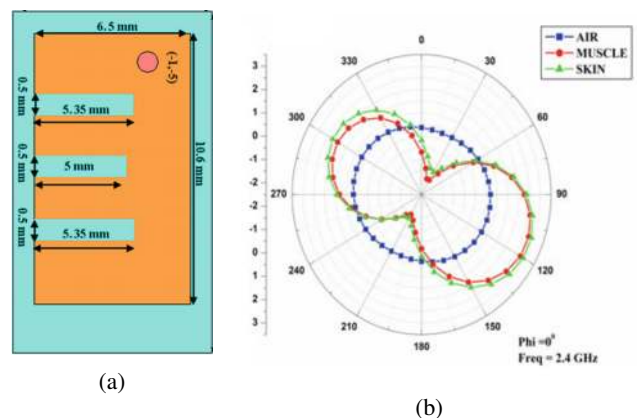 6.5 mm
(-1,-5)
0.5 mm
5.35 mm
0.5 mm
5 mm
10.6 mm
0.5 mm
5.35 mm
(a)
AIR
MUSCLE
SKIN
3
3
2
1
0
-1
-2
-2
-1
0
1
2
3
0
30
60
90
120
150
180
210
240
270
300
330
Phi =0⁰
Freq = 2.4 GHz
(b)